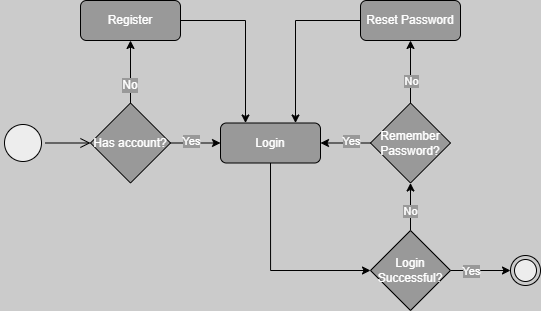 Register
Reset Password
No
No
Has account?
Yes
Login
Yes
Remember
Password?
No
Login
Successful?
Yes